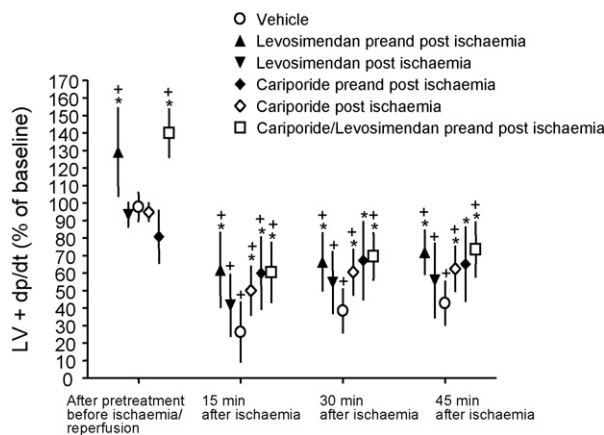 Vehicle
Levosimendan preand post ischaemia
Levosimendan post ischaemia
Cariporide preand post ischaemia
Cariporide post ischaemia
Cariporide/Levosimendan preand post ischaemia
LV + dp/dt (% of baseline)
170
160
150
140
130
120
110
100
90
80
70
60
50
40
30
20
10
0
+ +
* *
+ + + + + +
* * * *
+ + + + +
* * * *
+ + + + +
* * * *
After pretreatment
before ischaemia/
reperfusion
15 min
after ischaemia
30 min
after ischaemia
45 min
after ischaemia